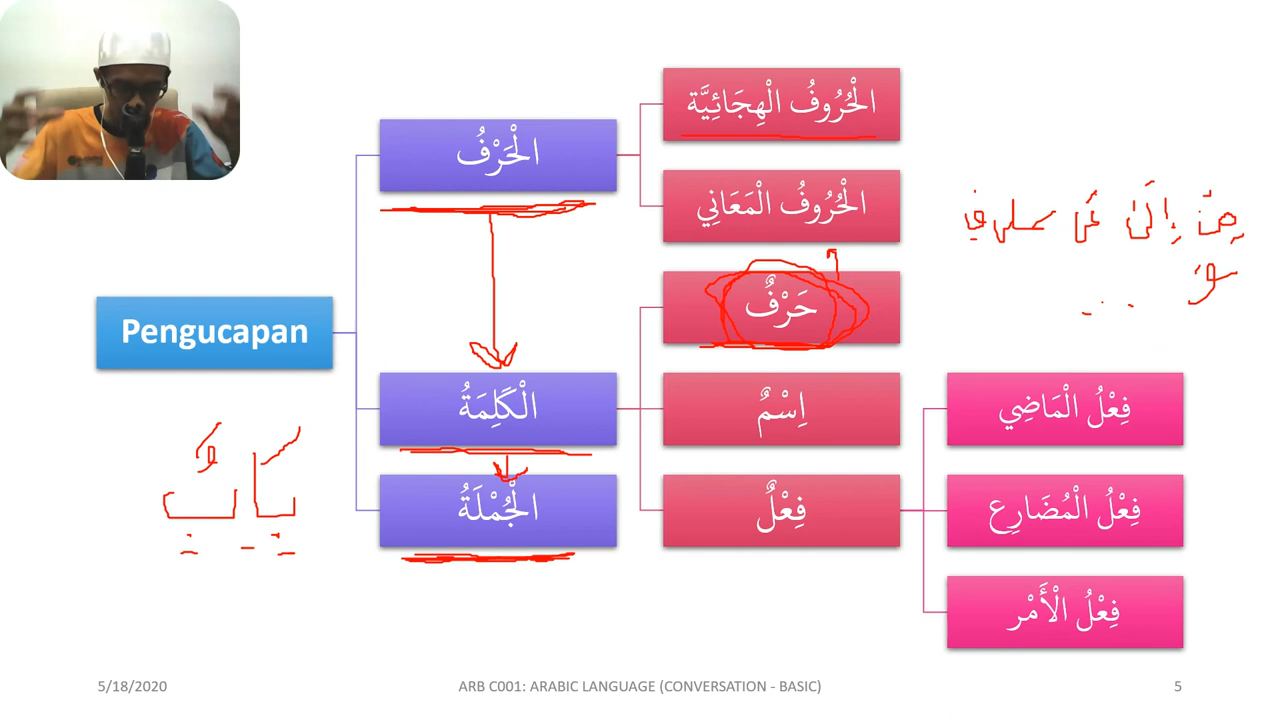 الْحُرُوفُ الْهِجَائِيَّة
الْحَرْفُ
الْحُرُوفُ الْمَعَانِي
مِنْ إِلَى
حَرْفٌ
Pengucapan
الْكَلِمَةُ
اِسْمٌ
فِعْلُ الْمَاضِي
بَابٌ
الْجُمْلَةُ
فِعْلٌ
فِعْلُ الْمُضَارِع
فِعْلُ الْأَمْر
5/18/2020
ARB C001: ARABIC LANGUAGE (CONVERSATION - BASIC)
5